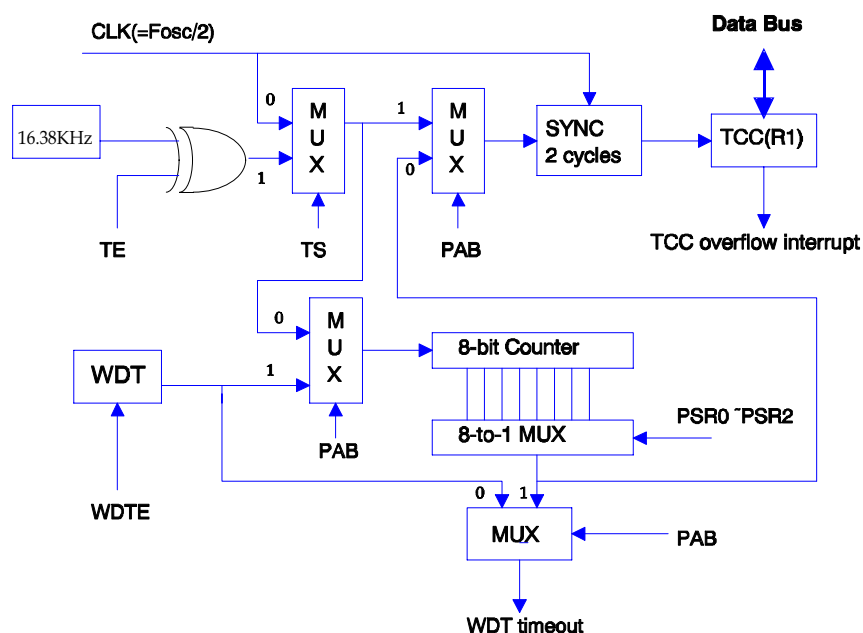 CLK(=Fosc/2)
Data Bus
0
1
M
U
X
M
U
X
16.38KHz
SYNC
2 cycles
TCC(R1)
1
0
TE
TS
PAB
TCC overflow interrupt
0
M
U
X
8-bit Counter
WDT
1
8-to-1 MUX
PSR0 ~PSR2
PAB
0
1
WDTE
MUX
PAB
WDT timeout